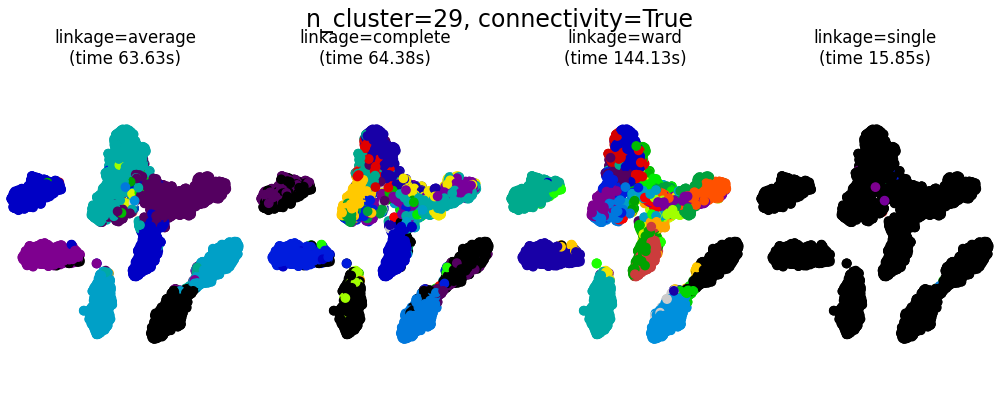 n_cluster=29, connectivity=True
linkage=average
(time 63.63s)
linkage=complete
(time 64.38s)
linkage=ward
(time 144.13s)
linkage=single
(time 15.85s)